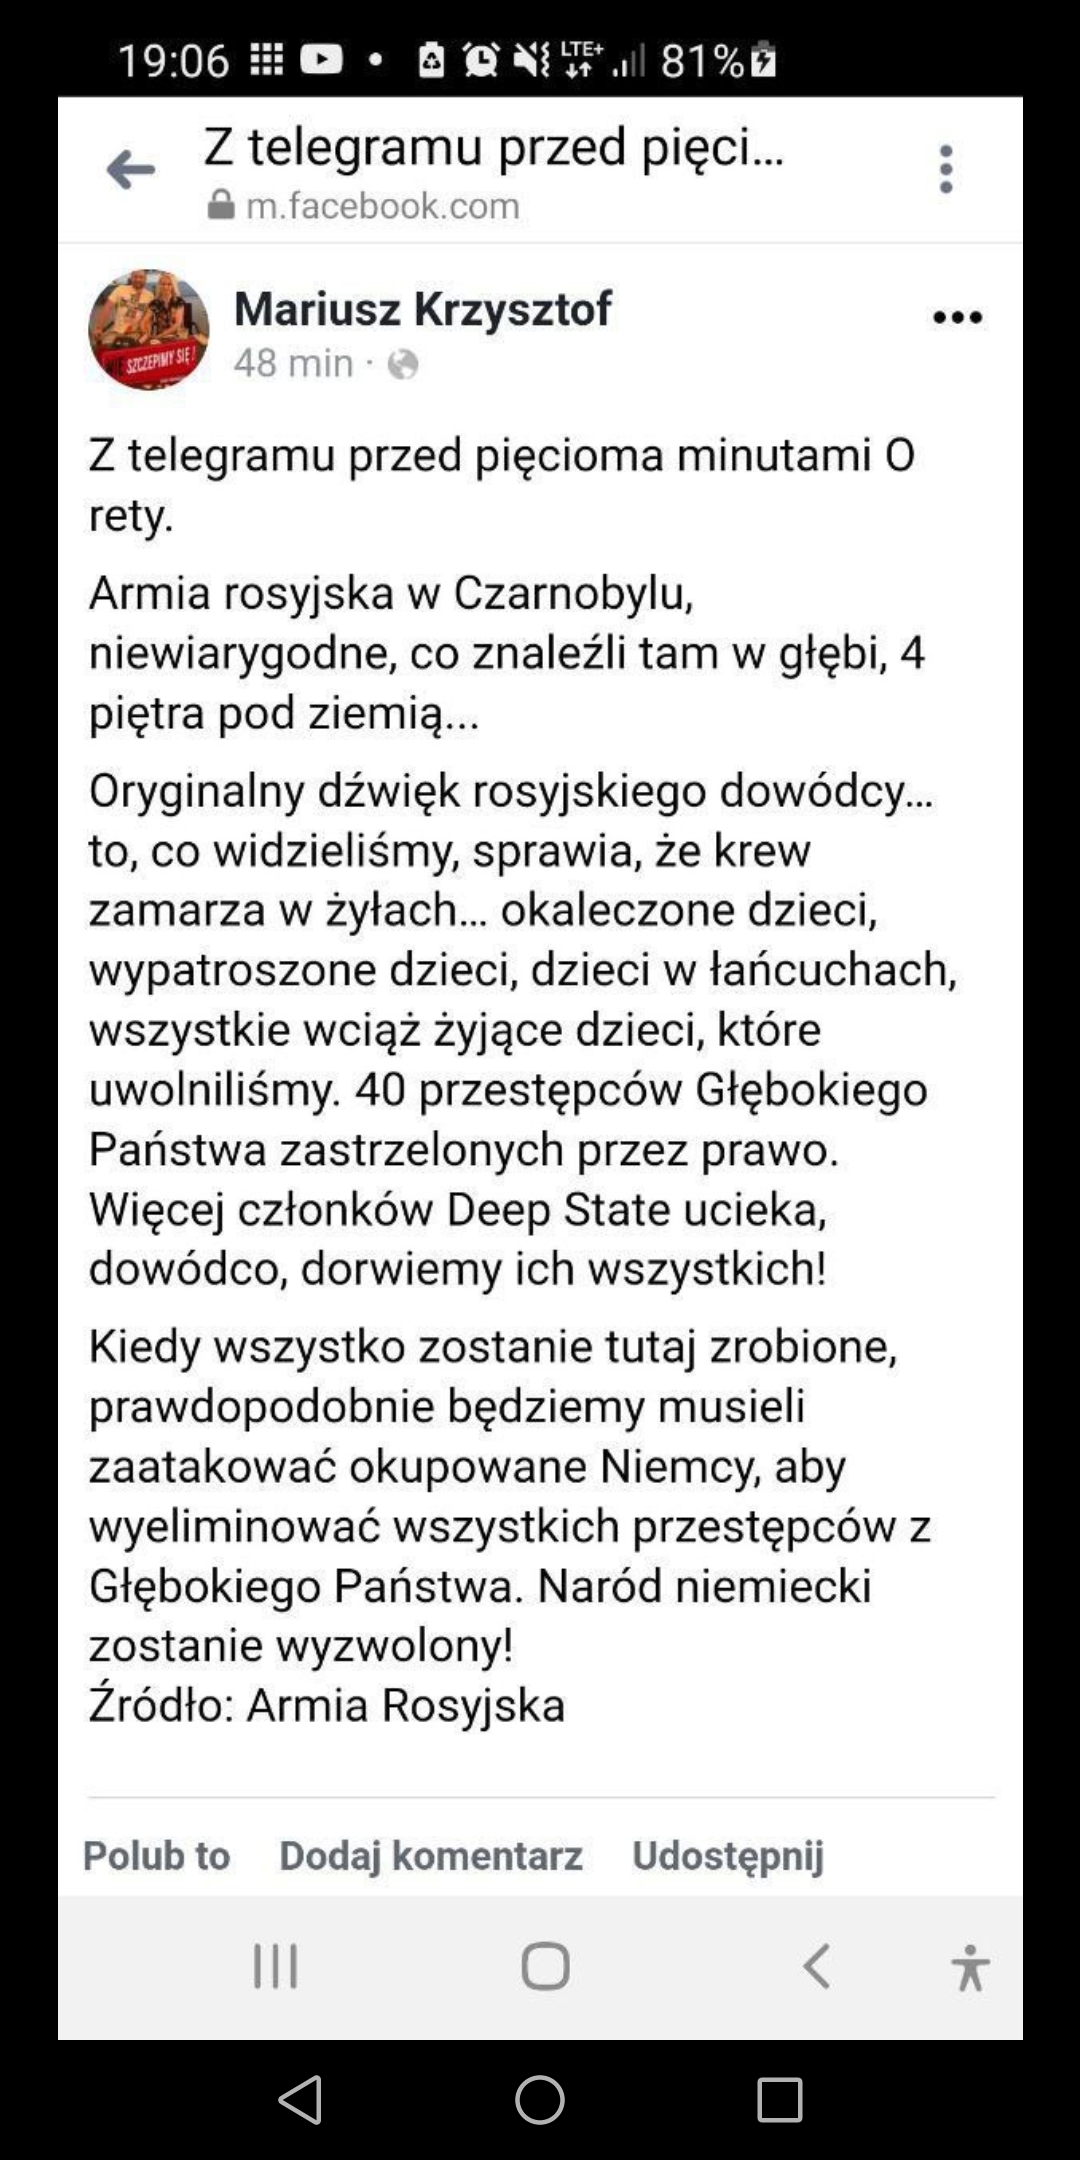 19:06 LTE+ 81%
Z telegramu przed pięci...
m.facebook.com
Mariusz Krzysztof
48 min ·
NIE SZCZEPIMY SIĘ!
Z telegramu przed pięcioma minutami O
rety.
Armia rosyjska w Czarnobylu,
niewiarygodne, co znaleźli tam w głębi, 4
piętra pod ziemią...
Oryginalny dźwięk rosyjskiego dowódcy...
to, co widzieliśmy, sprawia, że krew
zamarza w żyłach... okaleczone dzieci,
wypatroszone dzieci, dzieci w łańcuchach,
wszystkie wciąż żyjące dzieci, które
uwolniliśmy. 40 przestępców Głębokiego
Państwa zastrzelonych przez prawo.
Więcej członków Deep State ucieka,
dowódco, dorwiemy ich wszystkich!
Kiedy wszystko zostanie tutaj zrobione,
prawdopodobnie będziemy musieli
zaatakować okupowane Niemcy, aby
wyeliminować wszystkich przestępców z
Głębokiego Państwa. Naród niemiecki
zostanie wyzwolony!
Źródło: Armia Rosyjska
Polub to Dodaj komentarz Udostępnij